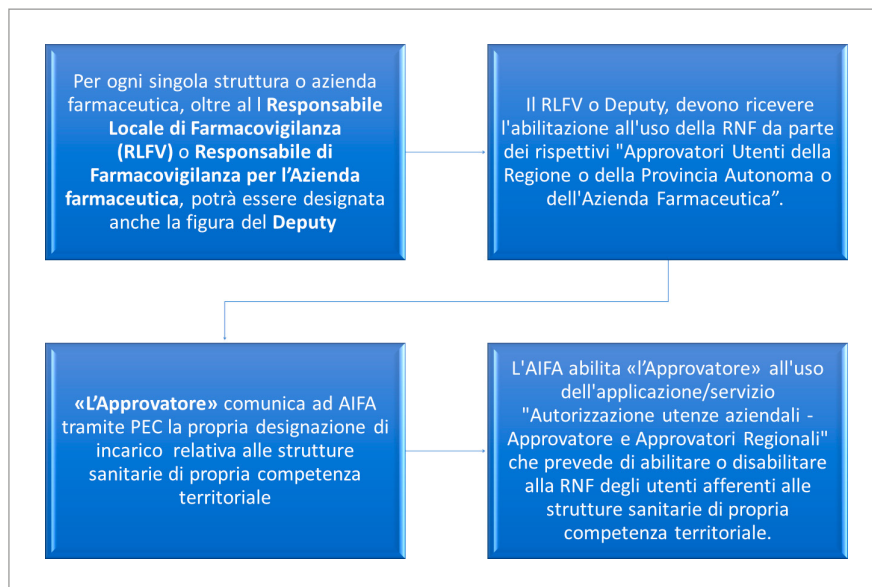 Per ogni singola struttura o azienda
farmaceutica, oltre al l Responsabile
Locale di Farmacovigilanza
(RLFV) o Responsabile di
Farmacovigilanza per l’Azienda
farmaceutica, potrà essere designata
anche la figura del Deputy
Il RLFV o Deputy, devono ricevere
l'abilitazione all'uso della RNF da parte
dei rispettivi "Approvatori Utenti della
Regione o della Provincia Autonoma o
dell'Azienda Farmaceutica”.
«L’Approvatore» comunica ad AIFA
tramite PEC la propria designazione di
incarico relativa alle strutture
sanitarie di propria competenza
territoriale
L'AIFA abilita «l’Approvatore» all'uso
dell'applicazione/servizio
"Autorizzazione utenze aziendali -
Approvatore e Approvatori Regionali"
che prevede di abilitare o disabilitare
alla RNF degli utenti afferenti alle
strutture sanitarie di propria
competenza territoriale.